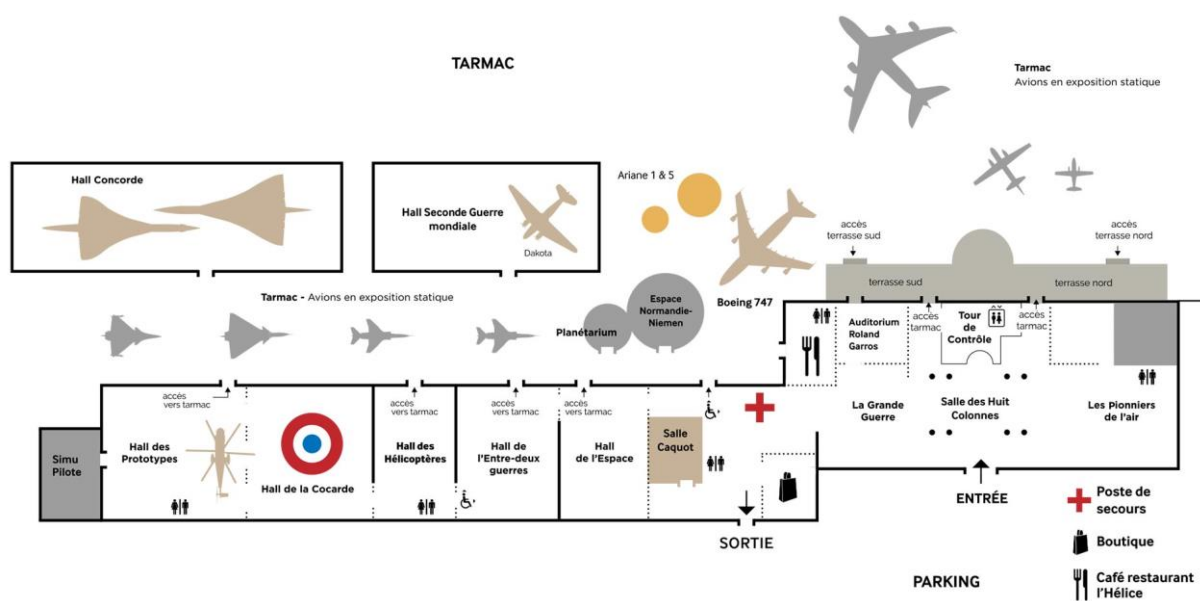 TARMAC
Tarmac
Avions en exposition statique
Hall Concorde
Hall Seconde Guerre
mondiale
Dakota
Ariane 1 & 5
Boeing 747
accès
terrasse sud
accès
terrasse nord
terrasse sud
terrasse nord
Tarmac - Avions en exposition statique
Planétarium
Espace
Normandie-
Niemen
Auditorium
Roland
Garros
accès
tarmac
Tour
de
Contrôle
accès
tarmac
accès
vers tarmac
accès
vers tarmac
accès
vers tarmac
accès
vers tarmac
Simu
Pilote
Hall des
Prototypes
Hall de la Cocarde
Hall des
Hélicoptères
Hall de
l'Entre-deux
guerres
Hall
de l'Espace
Salle
Caquot
La Grande
Guerre
Salle des Huit
Colonnes
Les Pionniers
de l'air
SORTIE
ENTRÉE
PARKING
Poste de
secours
Boutique
Café restaurant
l'Hélice